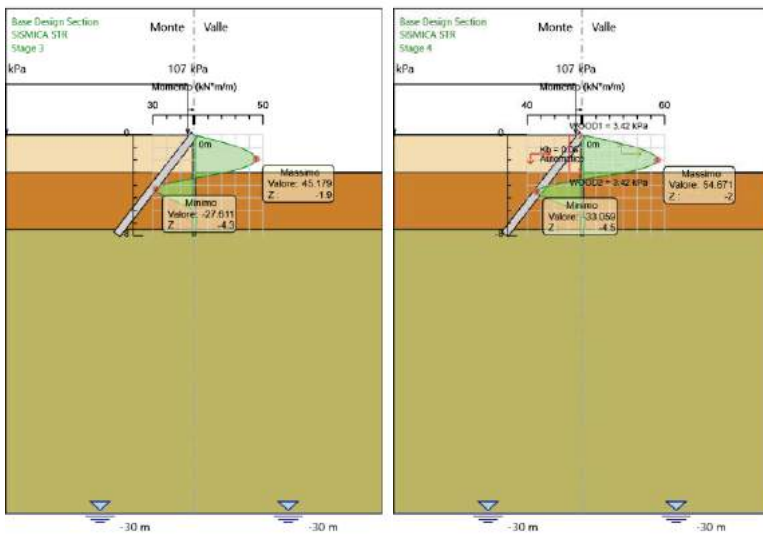 Base Design Section
SISMICA STR
Stage 3
Monte
Valle
kPa
107 kPa
Momento (kN*m/m)
30
50
0
0m
Massimo
Valore: 45.179
Z :
-1.9
Minimo
Valore: -27.611
Z :
-4.3
-8
-30 m
-30 m
Base Design Section
SISMICA STR
Stage 4
Monte
Valle
kPa
107 kPa
Momento (kN*m/m)
40
60
WOOD1 = 3.42 kPa
0
0m
Automatico
Massimo
Valore: 54.671
Z :
-2
WOOD2 = 3.42 kPa
Minimo
Valore: -33.059
Z :
-4.5
-8
-30 m
-30 m